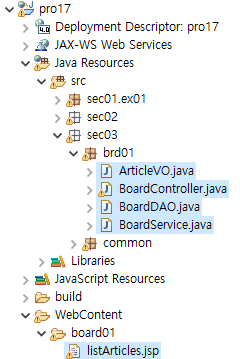 pro17
Deployment Descriptor: pro17
JAX-WS Web Services
Java Resources
src
sec01.ex01
sec02
sec03
brd01
ArticleVO.java
BoardController.java
BoardDAO.java
BoardService.java
common
Libraries
JavaScript Resources
build
WebContent
board01
listArticles.jsp